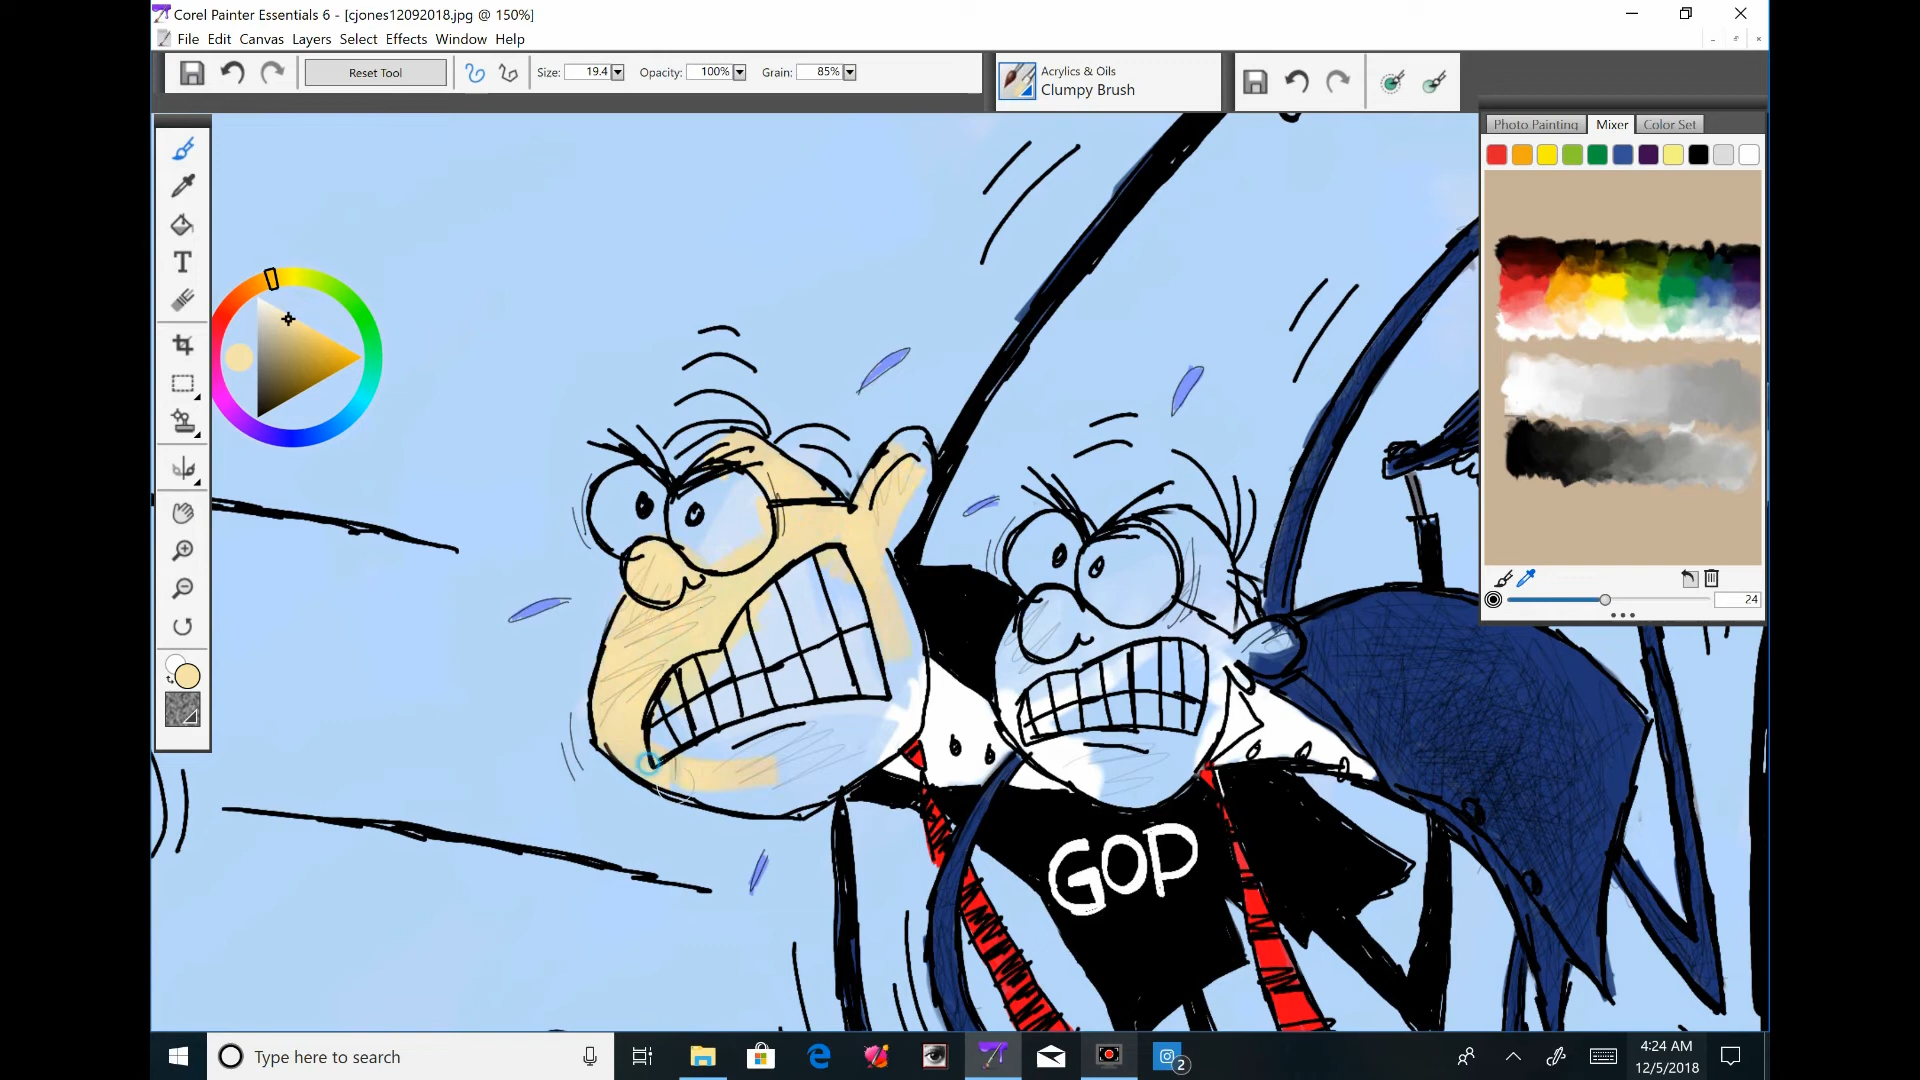 Corel Painter Essentials 6 - [cjones12092018.jpg @ 150%]
File Edit Canvas Layers Select Effects Window Help
Reset Tool
Size: 19.4
Opacity: 100%
Grain: 85%
Acrylics & Oils
Clumpy Brush
Photo Painting Mixer Color Set
T
24
GOP
Type here to search
2
4:24 AM
12/5/2018